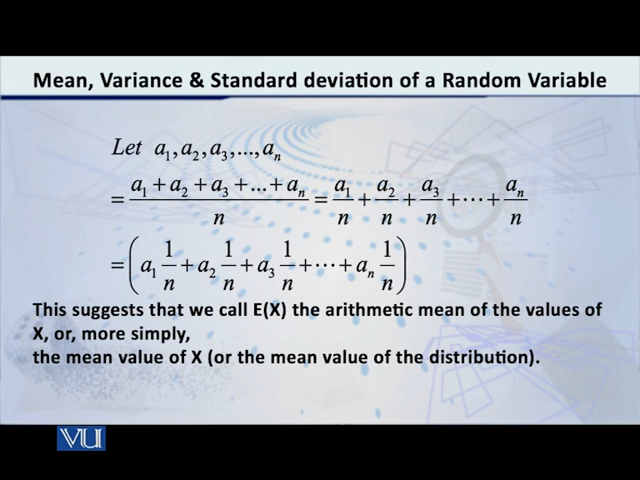 Mean, Variance & Standard deviation of a Random Variable
Let a₁, a₂, a₃, ..., aₙ
= (a₁ + a₂ + a₃ + ... + aₙ)/n = a₁/n + a₂/n + a₃/n + ⋯ + aₙ/n
= (a₁ 1/n + a₂ 1/n + a₃ 1/n + ⋯ + aₙ 1/n)
This suggests that we call E(X) the arithmetic mean of the values of
X, or, more simply,
the mean value of X (or the mean value of the distribution).
VU